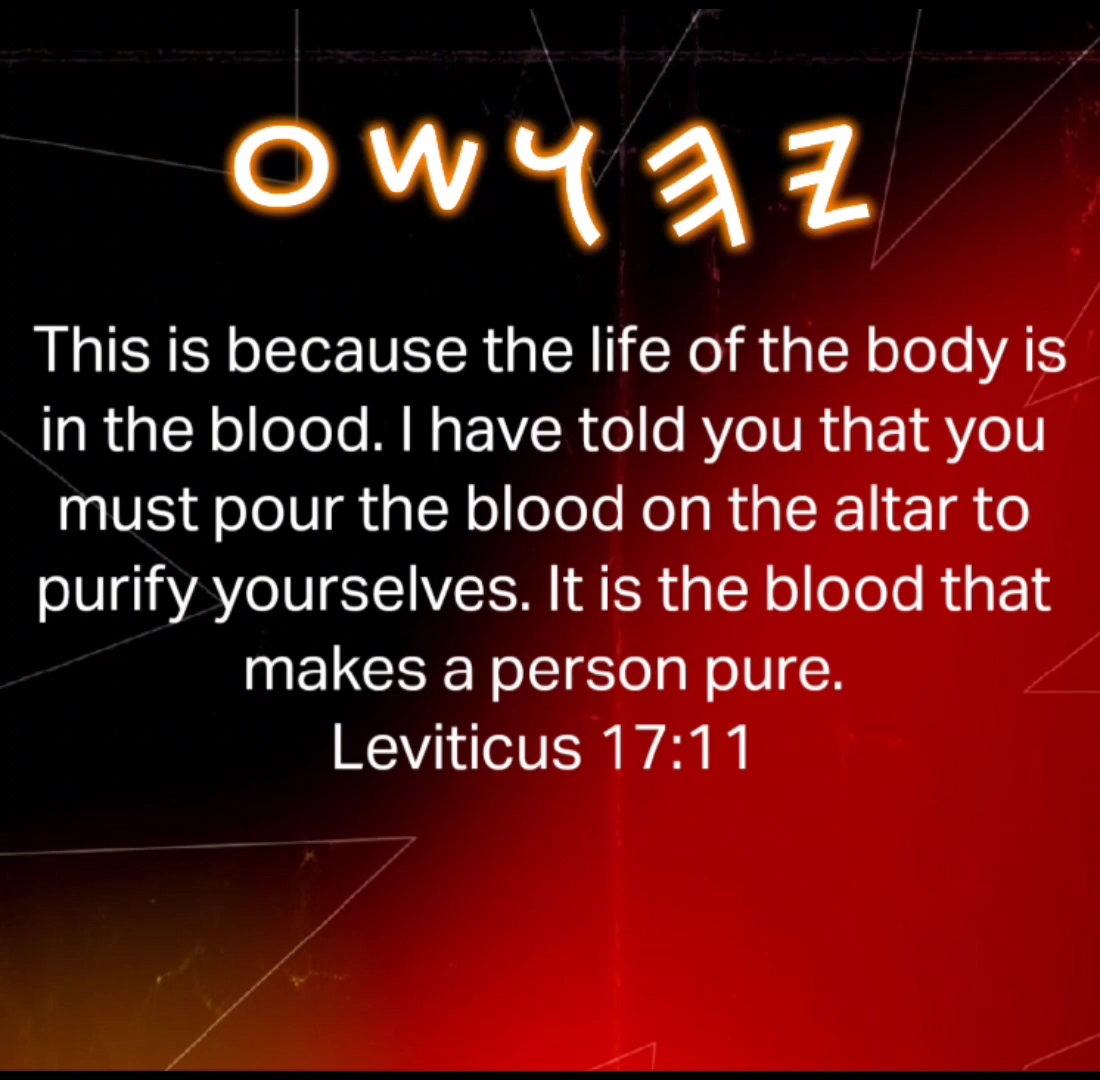 𐤉𐤄𐤅𐤔𐤏
This is because the life of the body is
in the blood. I have told you that you
must pour the blood on the altar to
purify yourselves. It is the blood that
makes a person pure.
Leviticus 17:11